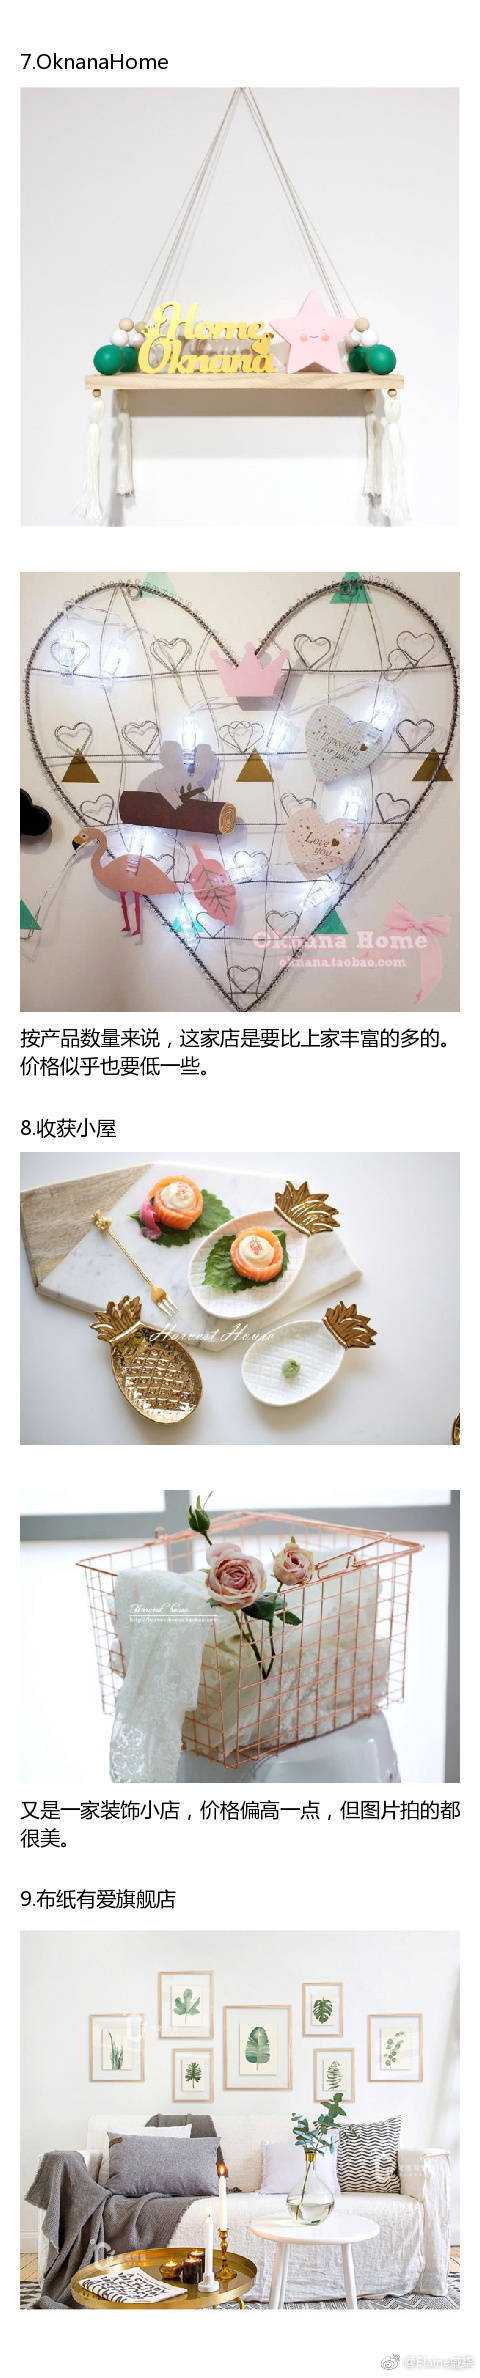 7.OknanaHome
Home
Oknana
Love
you
Oknana Home
oknana.taobao.com
按产品数量来说，这家店是要比上家丰富的多的。
价格似乎也要低一些。
8.收获小屋
Harvest House
又是一家装饰小店，价格偏高一点，但图片拍的都
很美。
9.布纸有爱旗舰店